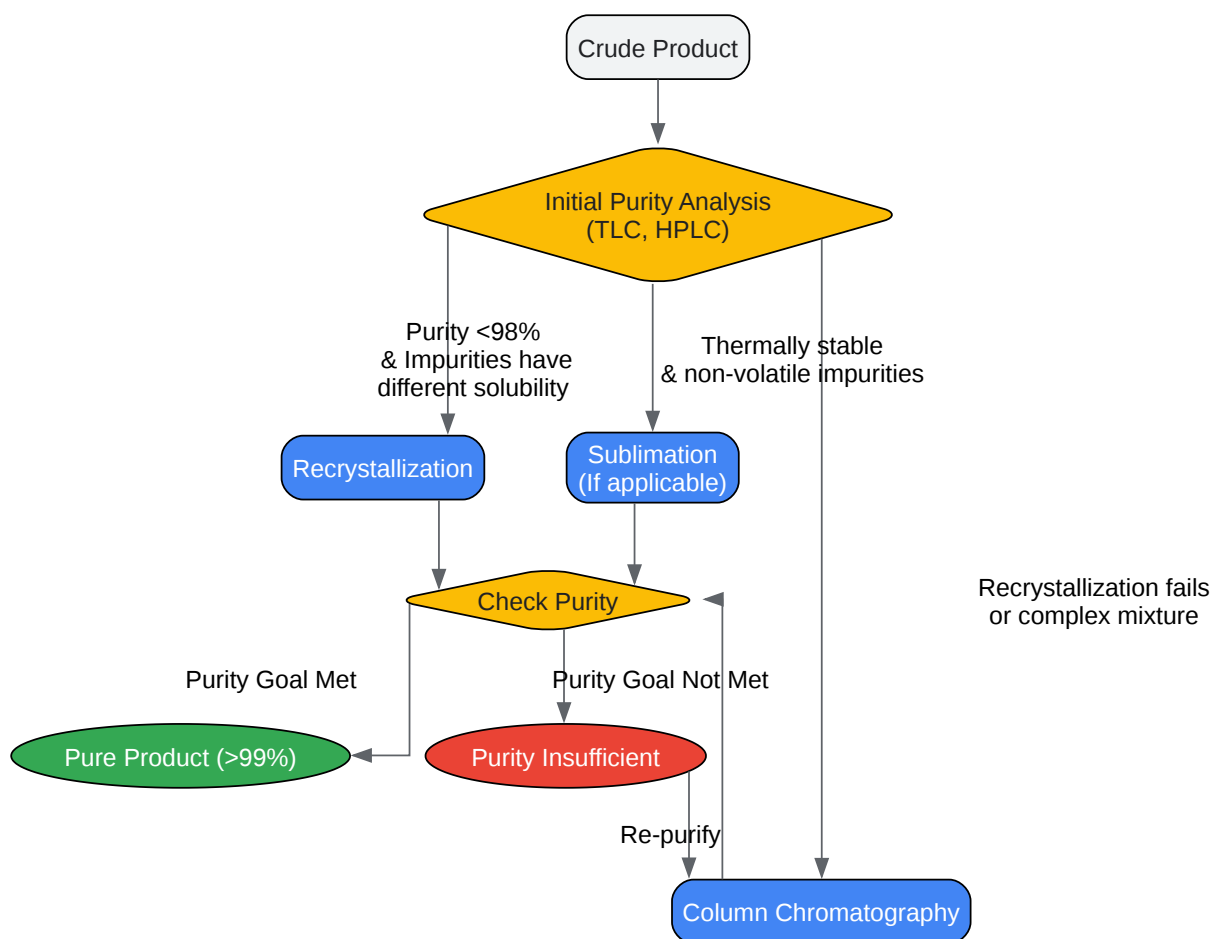 Crude Product
Initial Purity Analysis
(TLC, HPLC)
Purity <98%
& Impurities have
different solubility
Thermally stable
& non-volatile impurities
Recrystallization
Sublimation
(If applicable)
Recrystallization fails
or complex mixture
Check Purity
Purity Goal Met
Purity Goal Not Met
Pure Product (>99%)
Purity Insufficient
Re-purify
Column Chromatography